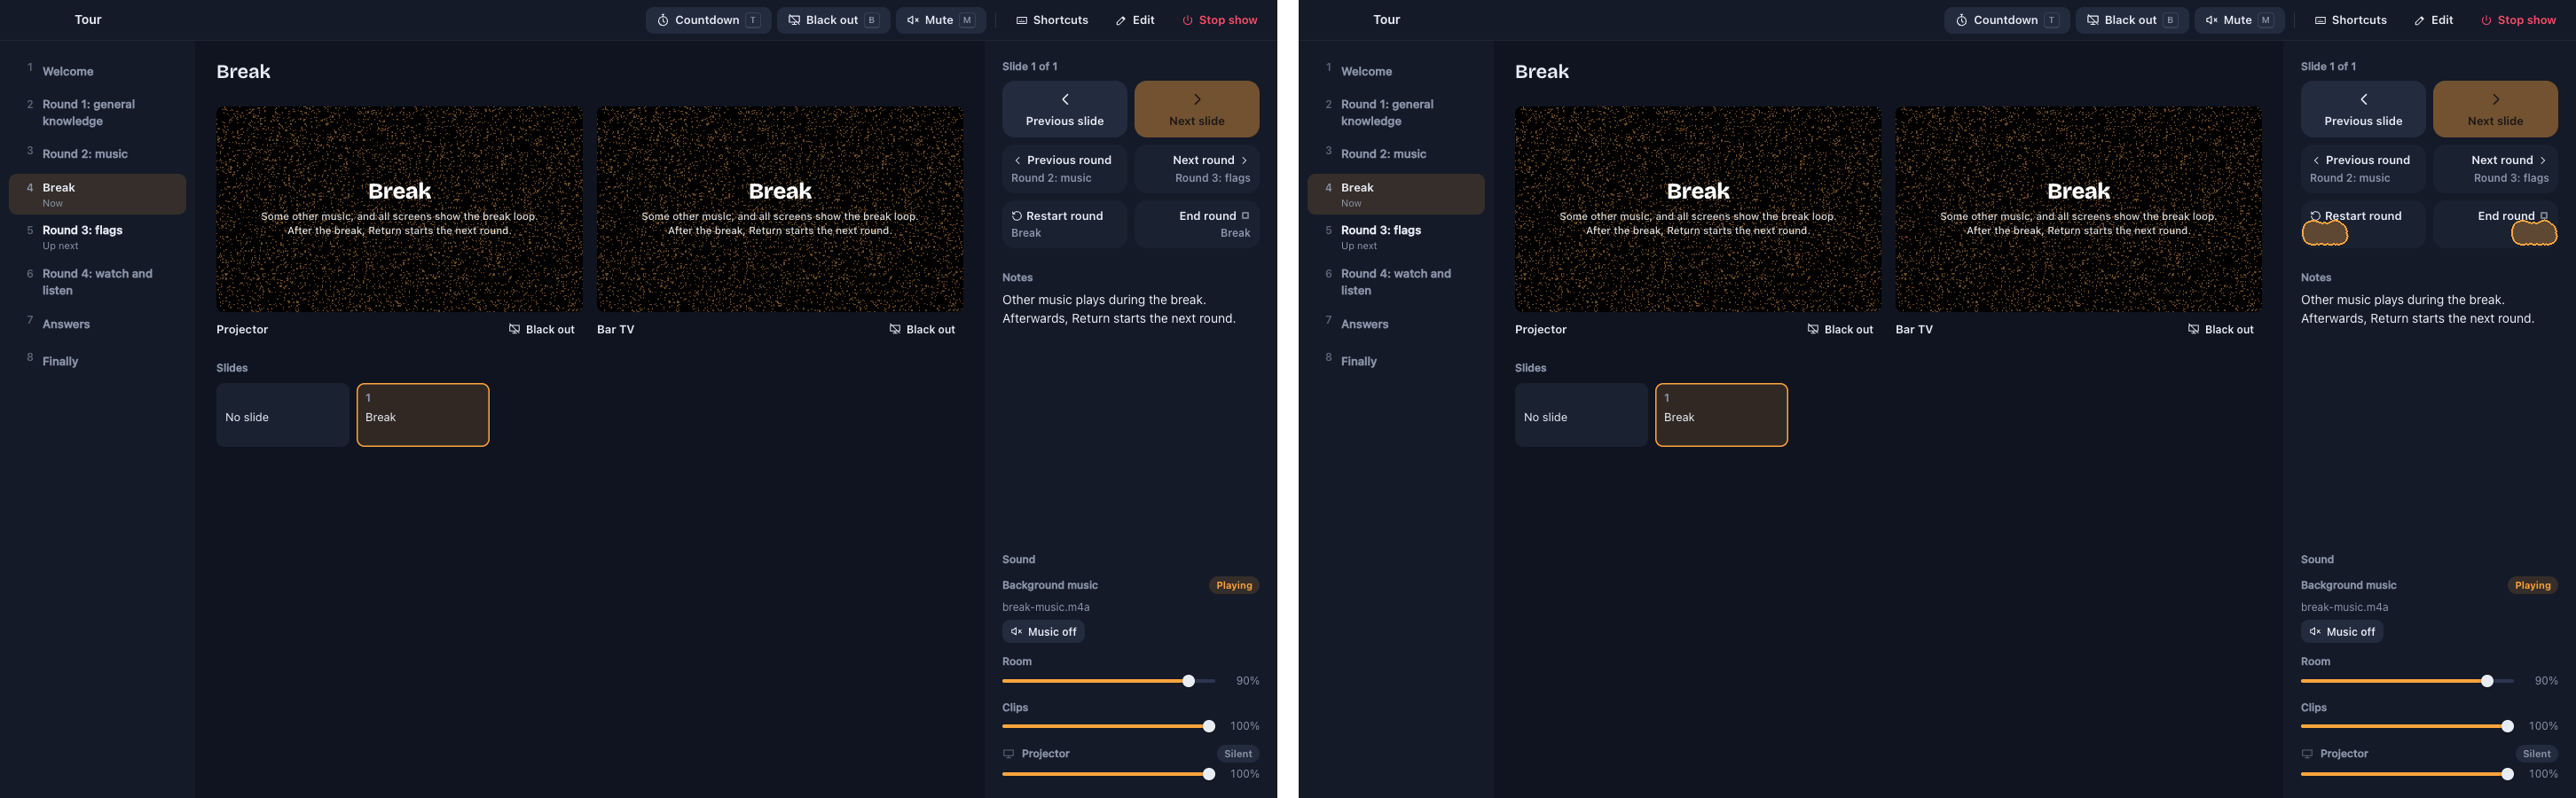 Tour
Countdown T
Black out B
Mute M
Shortcuts
Edit
Stop show
1 Welcome
2 Round 1: general
knowledge
3 Round 2: music
4 Break
Now
5 Round 3: flags
Up next
6 Round 4: watch and
listen
7 Answers
8 Finally
Break
Break
Some other music, and all screens show the break loop.
After the break, Return starts the next round.
Projector
Black out
Break
Some other music, and all screens show the break loop.
After the break, Return starts the next round.
Bar TV
Black out
Slides
No slide
1
Break
Slide 1 of 1
Previous slide
Next slide
Previous round
Round 2: music
Next round
Round 3: flags
Restart round
Break
End round
Break
Notes
Other music plays during the break.
Afterwards, Return starts the next round.
Sound
Background music
Playing
break-music.m4a
Music off
Room
90%
Clips
100%
Projector
Silent
100%
Tour
Countdown T
Black out B
Mute M
Shortcuts
Edit
Stop show
1 Welcome
2 Round 1: general
knowledge
3 Round 2: music
4 Break
Now
5 Round 3: flags
Up next
6 Round 4: watch and
listen
7 Answers
8 Finally
Break
Break
Some other music, and all screens show the break loop.
After the break, Return starts the next round.
Projector
Black out
Break
Some other music, and all screens show the break loop.
After the break, Return starts the next round.
Bar TV
Black out
Slides
No slide
1
Break
Slide 1 of 1
Previous slide
Next slide
Previous round
Round 2: music
Next round
Round 3: flags
Restart round
End round
Notes
Other music plays during the break.
Afterwards, Return starts the next round.
Sound
Background music
Playing
break-music.m4a
Music off
Room
90%
Clips
100%
Projector
Silent
100%